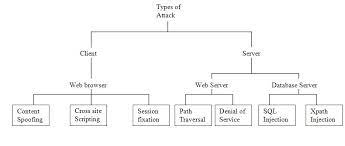 Types of
Attack
Client
Server
Web browser
Web Server
Database Server
Content
Spoofing
Cross site
Scripting
Session
fixation
Path
Traversal
Denial of
Service
SQL
Injection
Xpath
Injection